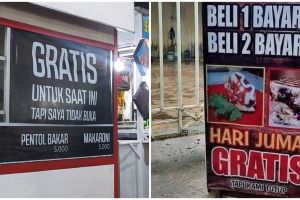 GRATIS
UNTUK SAAT INI
TAPI SAYA TIDAK BUKA
PENTOL BAKAR
5.000
MAKARONI
5.000
BELI 1 BAYAR
BELI 2 BAYAR
HARI JUMA
GRATIS
TAPI KAMI TUTUP